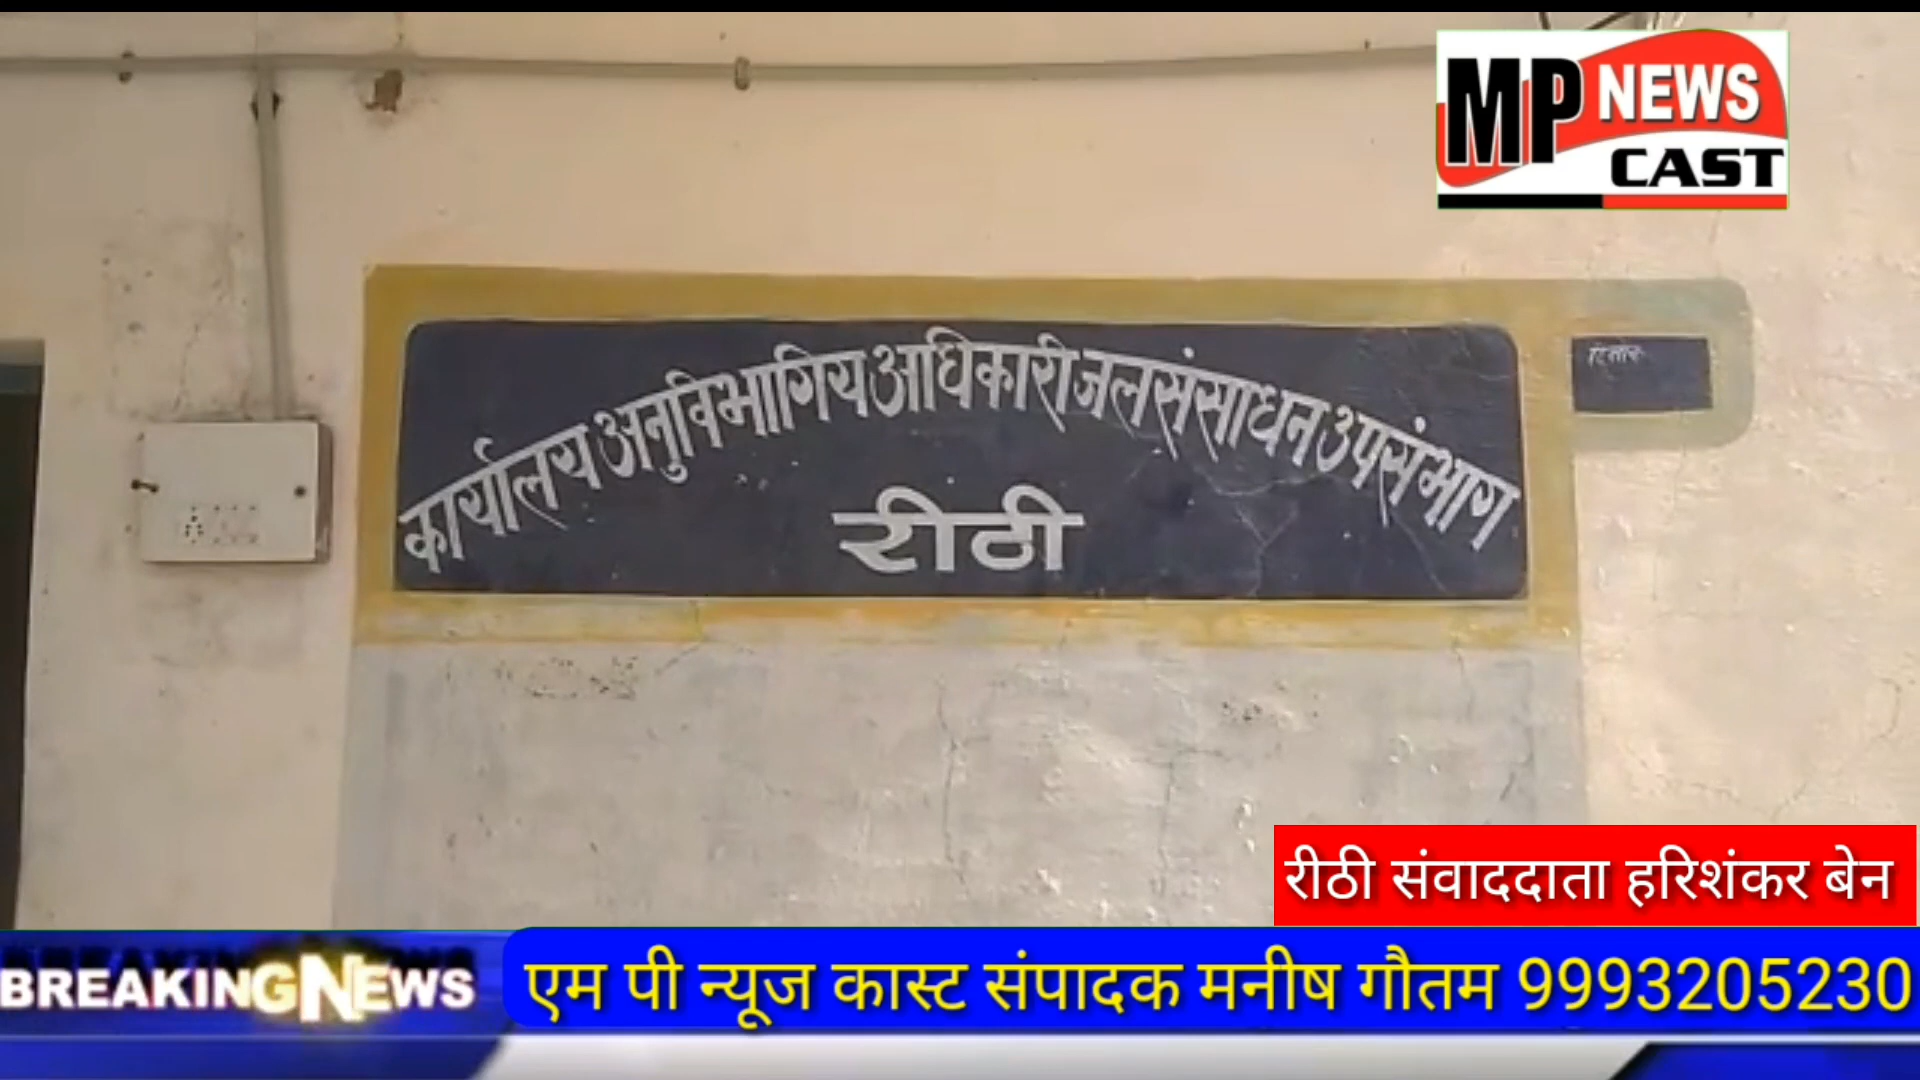 MP NEWS
CAST
कार्यालय अनुविभागिय अधिकारी जल संसाधन उपसंभाग
रीठी
रीठी संवाददाता हरिशंकर बेन
BREAKING NEWS
एम पी न्यूज कास्ट संपादक मनीष गौतम 9993205230